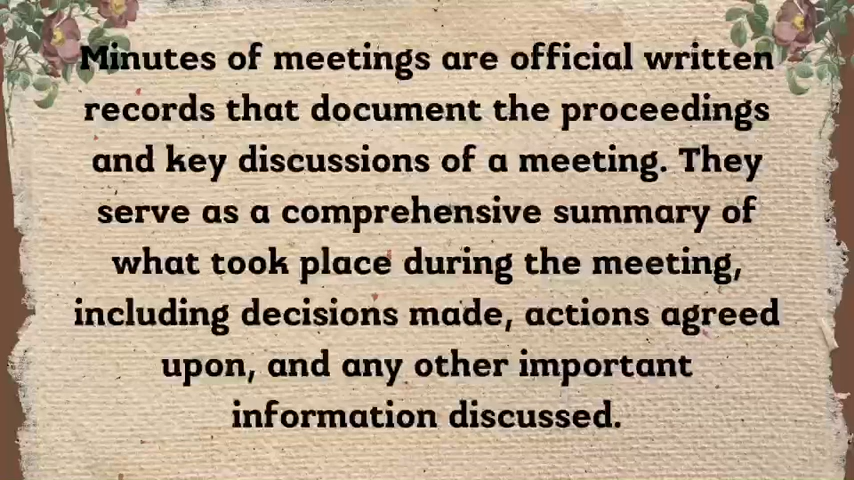 Minutes of meetings are official written
records that document the proceedings
and key discussions of a meeting. They
serve as a comprehensive summary of
what took place during the meeting,
including decisions made, actions agreed
upon, and any other important
information discussed.